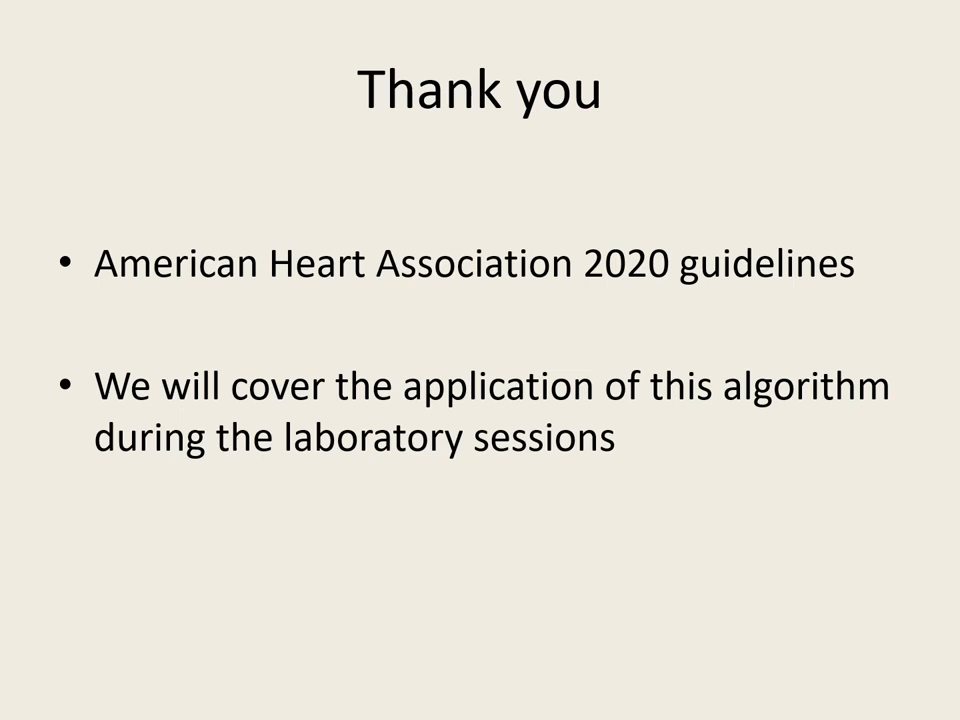 Thank you
• American Heart Association 2020 guidelines
• We will cover the application of this algorithm
during the laboratory sessions